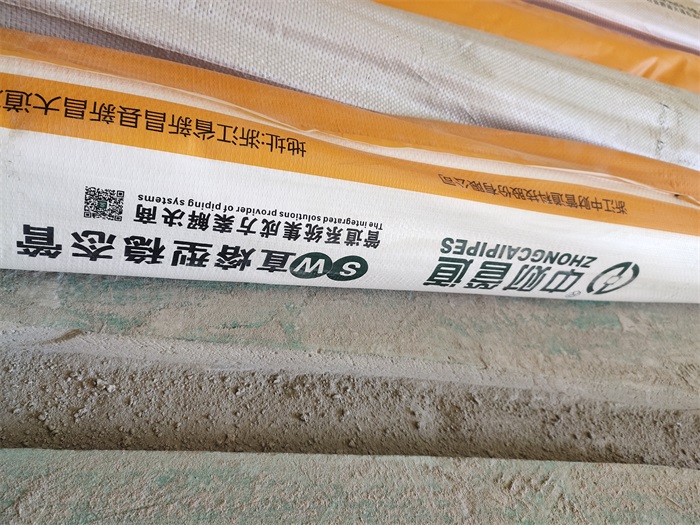 中财管道
ZHONGCAIPIPES
SW直熔型稳态管
管道系统集成方案解决商
The integrated solutions provider of piping systems
浙江中财管道科技股份有限公司
地址:浙江省新昌县新昌大道